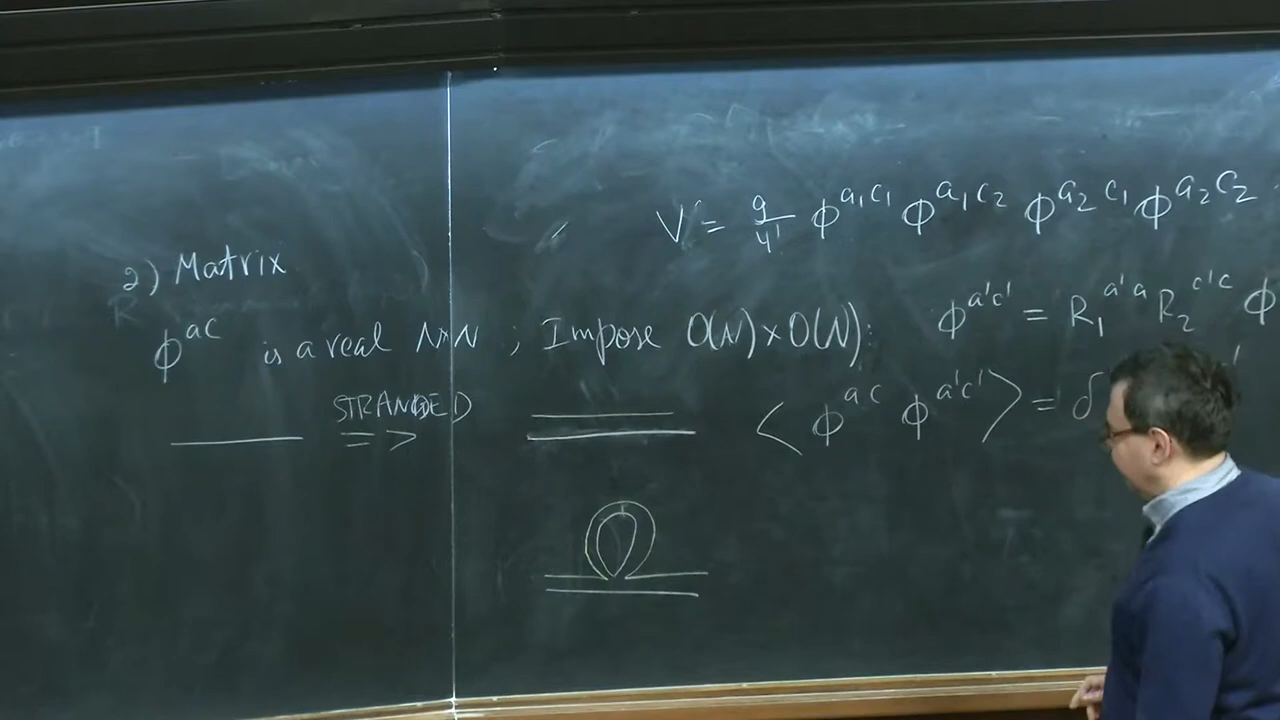 V = g/4! ϕ^{a₁c₁} ϕ^{a₁c₂} ϕ^{a₂c₁} ϕ^{a₂c₂}
2) Matrix
ϕ^{a'c'} = R₁^{a'a} R₂^{c'c} ϕ
ϕ^{ac} is a real N×N ; Impose O(N)×O(N):
STRANDED
⇒ <ϕ^{ac} ϕ^{a'c'}> = δ